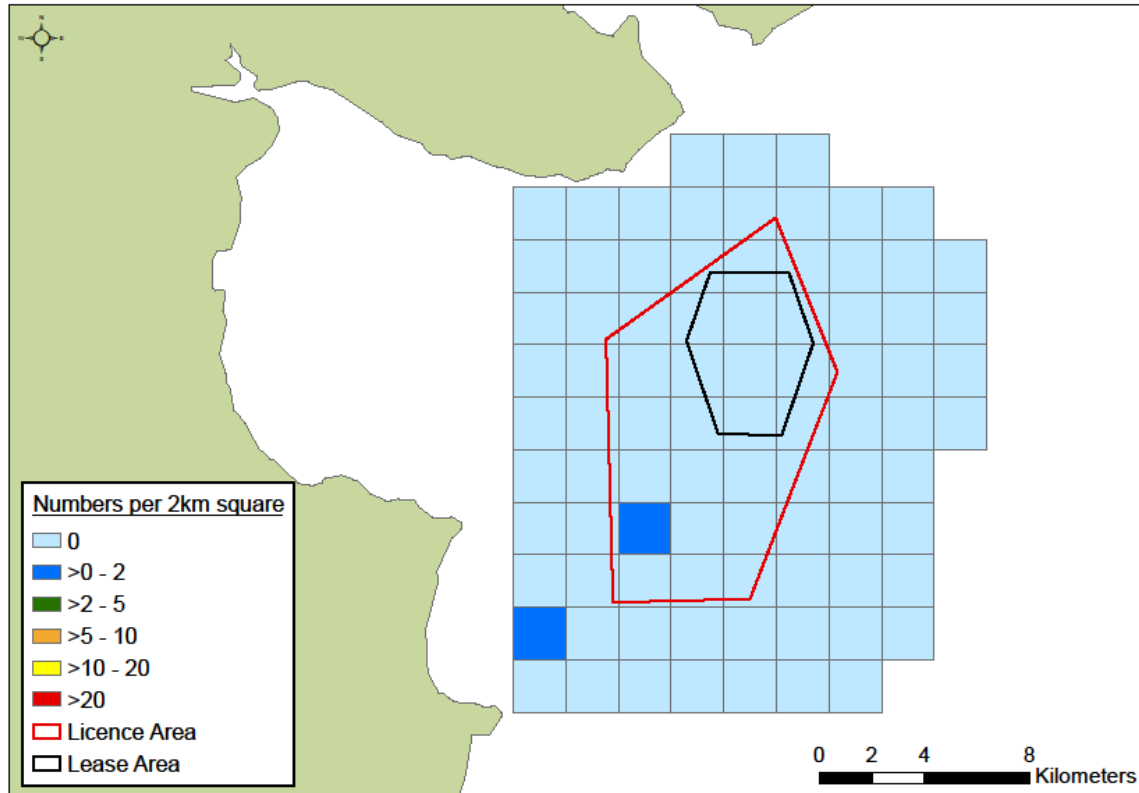 N
Numbers per 2km square
0
>0 - 2
>2 - 5
>5 - 10
>10 - 20
>20
Licence Area
Lease Area
0 2 4 8
Kilometers